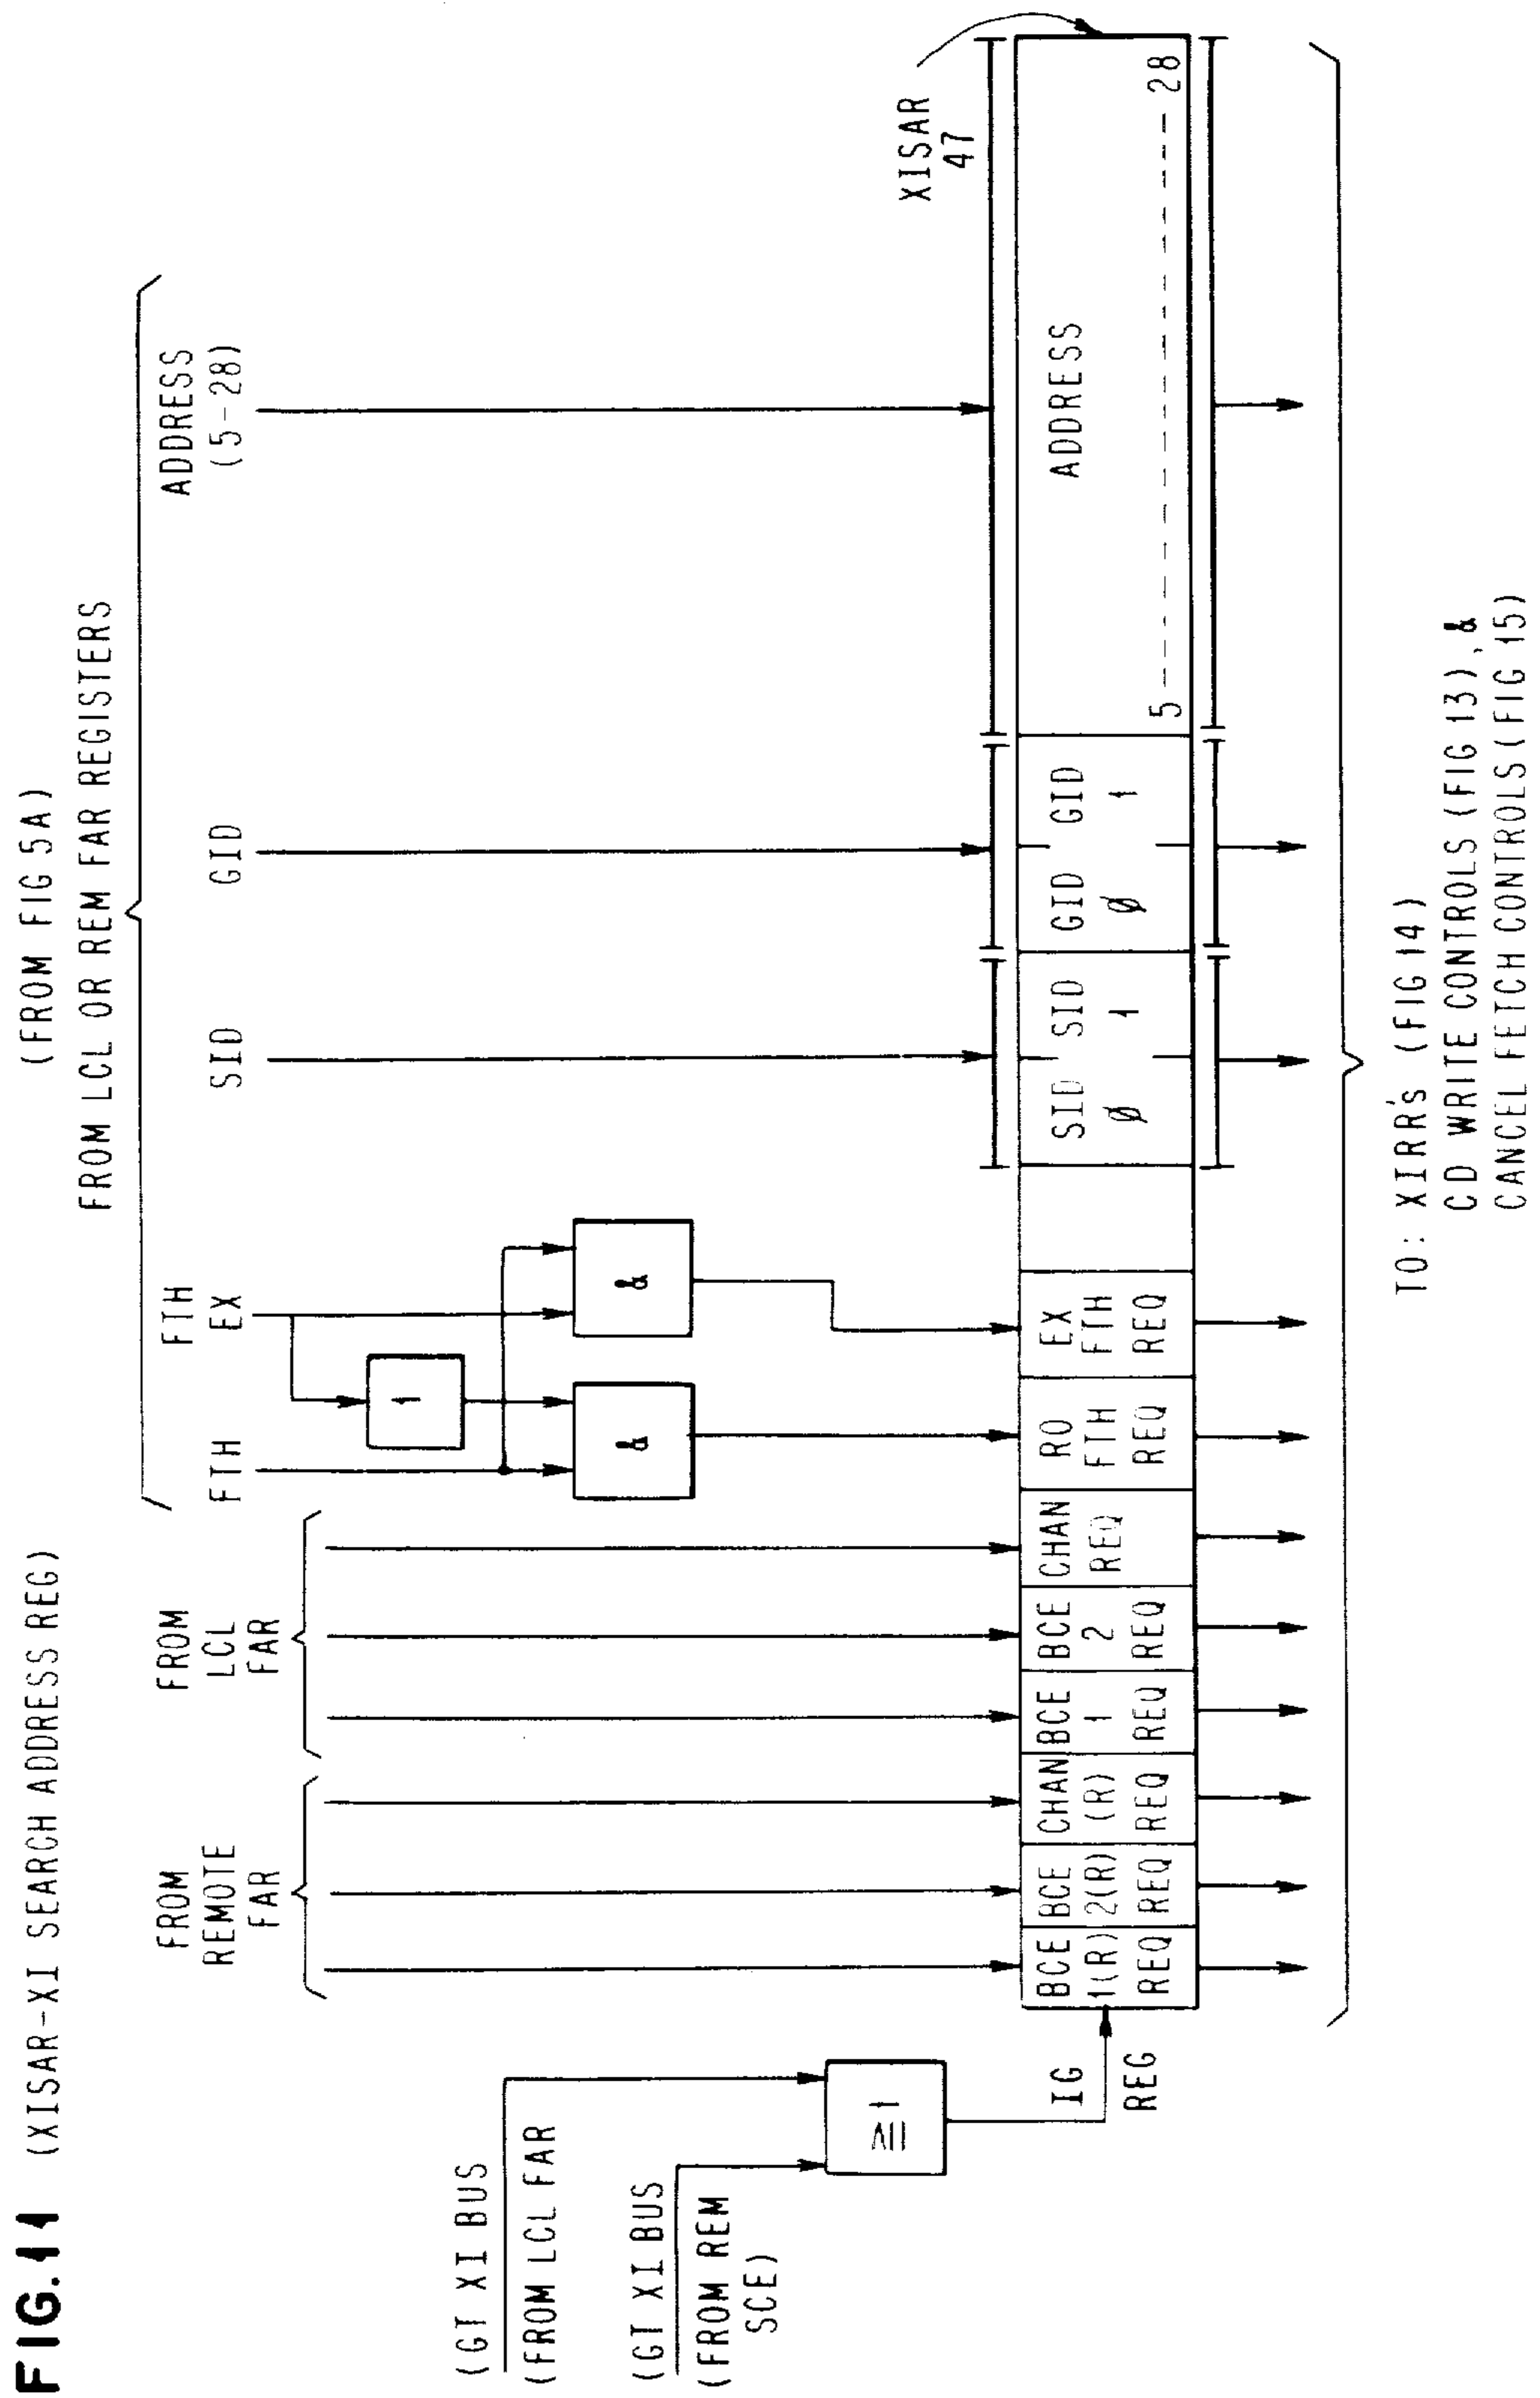 FIG. 11 (XISAR-XI SEARCH ADDRESS REG)
(FROM FIG 5A)
FROM LCL OR REM FAR REGISTERS
FROM
REMOTE
FAR
FROM
LCL
FAR
FTH
FTH
EX
SID
GID
ADDRESS
(5-28)
1
&
&
(GT XI BUS
(FROM LCL FAR
(GT XI BUS
(FROM REM
SCE)
≥1
IG
REG
XISAR
47
BCE
1(R)
REQ
BCE
2(R)
REQ
CHAN
(R)
REQ
BCE
1
REQ
BCE
2
REQ
CHAN
REQ
RO
FTH
REQ
EX
FTH
REQ
SID SID
Ø 1
GID GID
Ø 1
ADDRESS
5 ------------ 28
TO: XIRR'S (FIG 14)
CD WRITE CONTROLS (FIG 13), &
CANCEL FETCH CONTROLS (FIG 15)